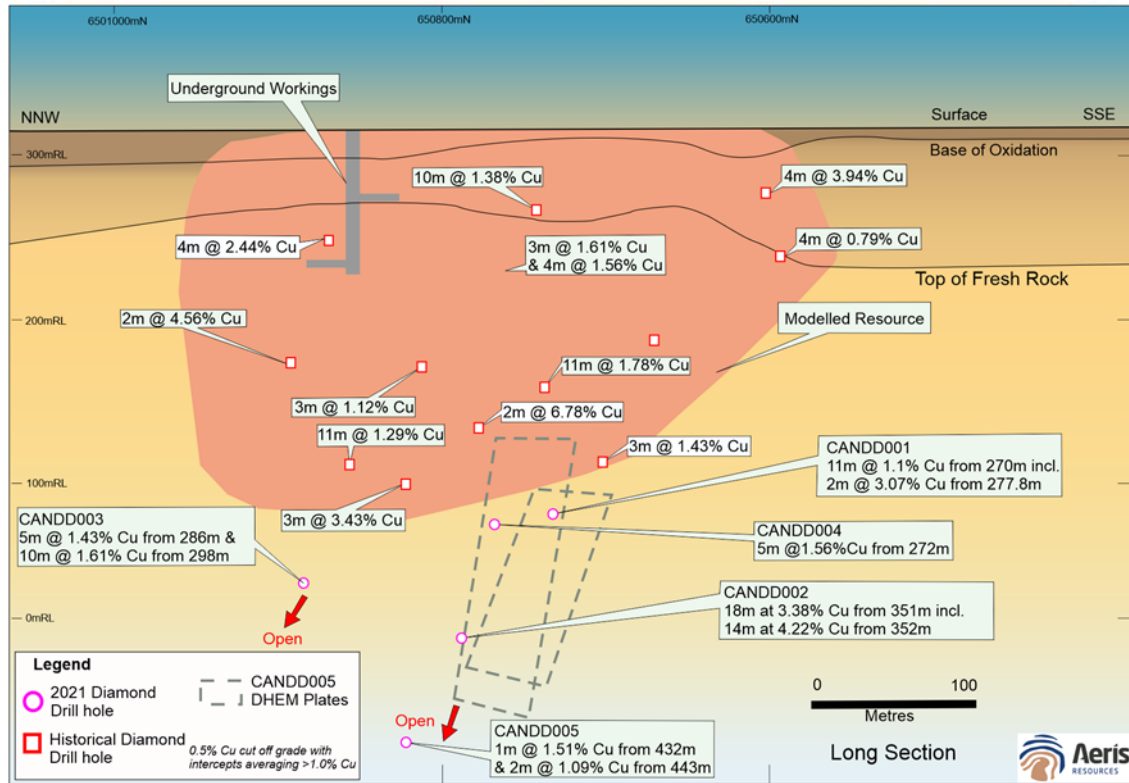 6501000mN
650800mN
650600mN
Underground Workings
NNW
Surface
SSE
300mRL
Base of Oxidation
10m @ 1.38% Cu
4m @ 3.94% Cu
4m @ 2.44% Cu
3m @ 1.61% Cu
& 4m @ 1.56% Cu
4m @ 0.79% Cu
Top of Fresh Rock
200mRL
2m @ 4.56% Cu
Modelled Resource
11m @ 1.78% Cu
3m @ 1.12% Cu
2m @ 6.78% Cu
11m @ 1.29% Cu
3m @ 1.43% Cu
CANDD001
11m @ 1.1% Cu from 270m incl.
2m @ 3.07% Cu from 277.8m
100mRL
3m @ 3.43% Cu
CANDD003
5m @ 1.43% Cu from 286m &
10m @ 1.61% Cu from 298m
CANDD004
5m @1.56%Cu from 272m
CANDD002
18m at 3.38% Cu from 351m incl.
14m at 4.22% Cu from 352m
0mRL
Open
Legend
2021 Diamond
Drill hole
CANDD005
DHEM Plates
Historical Diamond
Drill hole
0.5% Cu cut off grade with
intercepts averaging >1.0% Cu
Open
CANDD005
1m @ 1.51% Cu from 432m
& 2m @ 1.09% Cu from 443m
0
100
Metres
Long Section
Aeris
RESOURCES